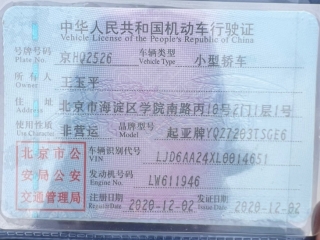 中华人民共和国机动车行驶证
Vehicle License of the People's Republic of China
号牌号码 京HQ2526 车辆类型 小型轿车
Plate No. Vehicle Type
所有人 王玉平
Owner
住址 北京市海淀区学院南路丙18号2门1层1号
Address
使用性质 非营运 品牌型号 起亚牌YQZ7203TSGE6
Use Character Model
北京市公 车辆识别代号 LJD6AA24XL0014651
VIN
安局公安 发动机号码 LW611946
Engine No.
交通管理局 注册日期 2020-12-02 发证日期 2020-12-02
Register Date Issue Date